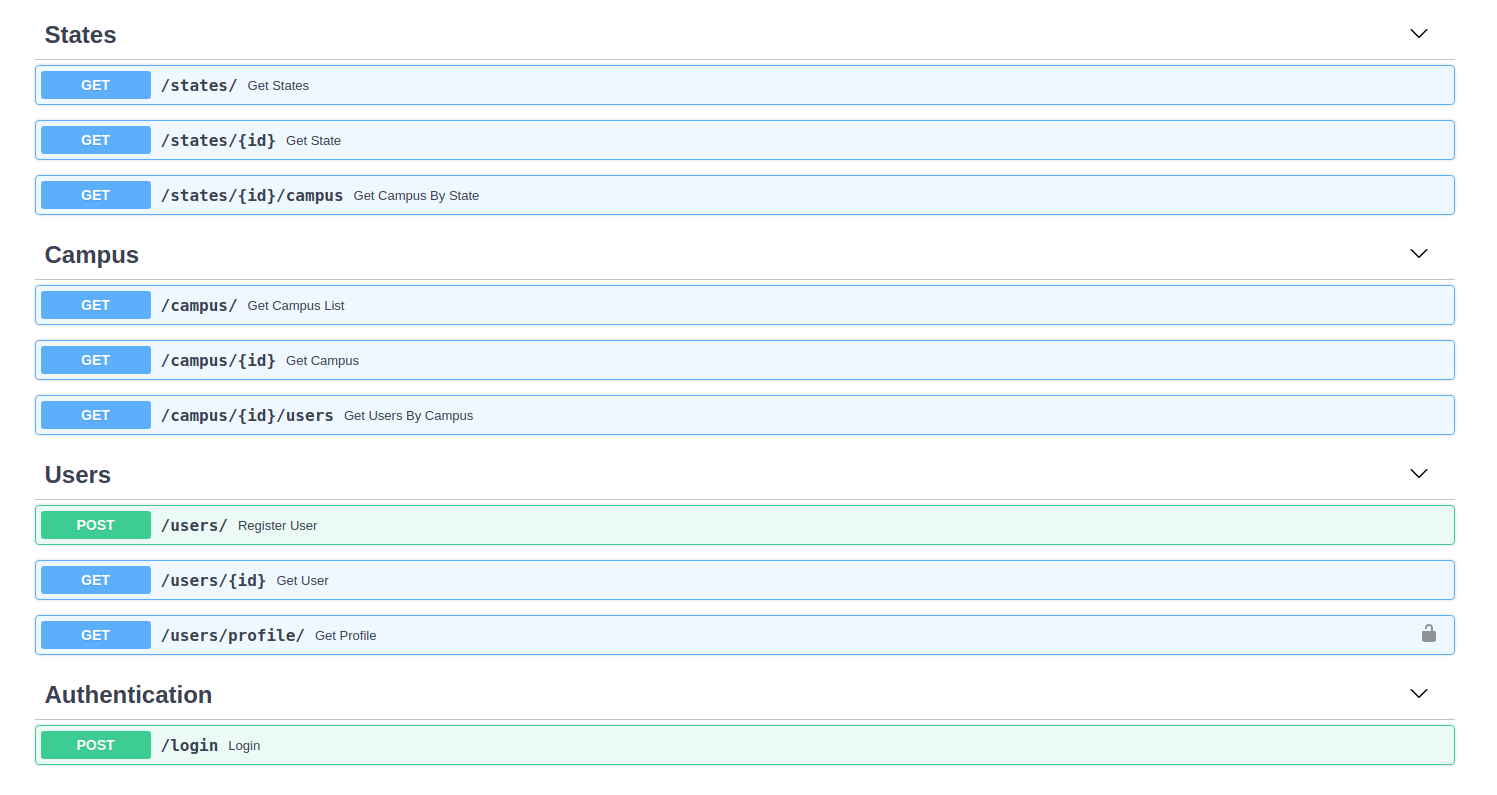 States
GET /states/ Get States
GET /states/{id} Get State
GET /states/{id}/campus Get Campus By State
Campus
GET /campus/ Get Campus List
GET /campus/{id} Get Campus
GET /campus/{id}/users Get Users By Campus
Users
POST /users/ Register User
GET /users/{id} Get User
GET /users/profile/ Get Profile
Authentication
POST /login Login